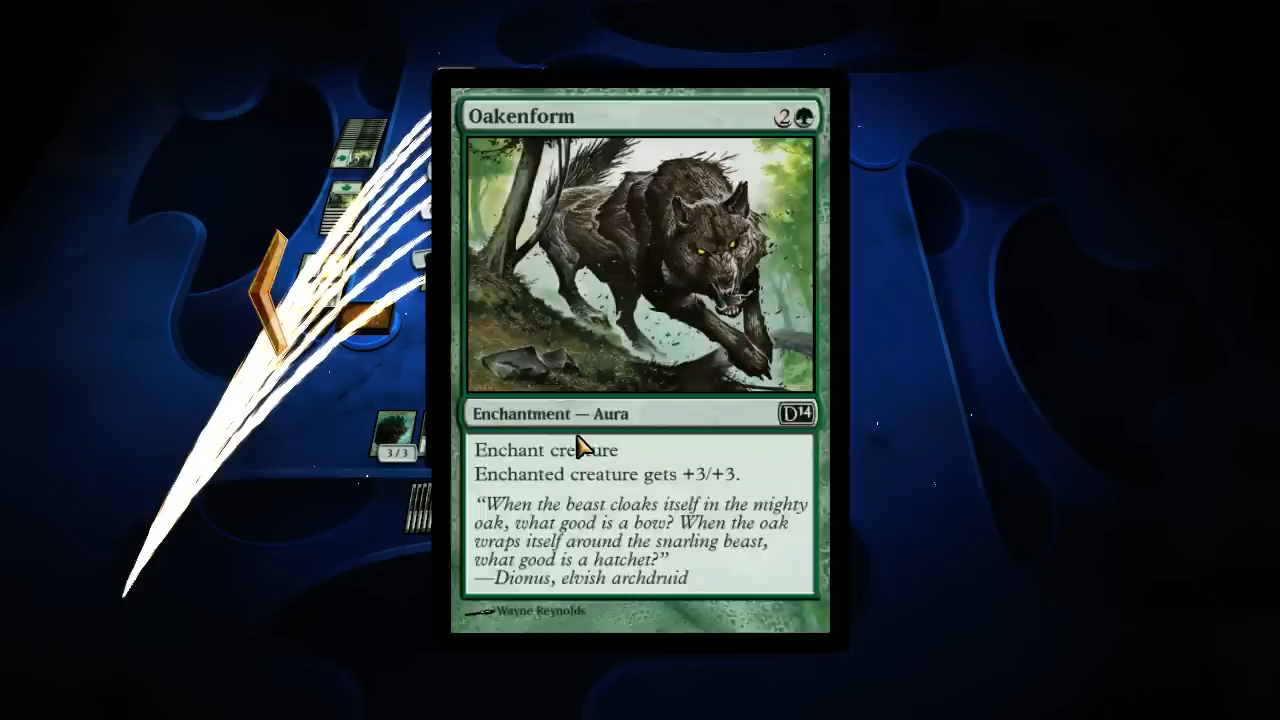 Oakenform 2
Enchantment — Aura D14
Enchant creature
Enchanted creature gets +3/+3.
“When the beast cloaks itself in the mighty
oak, what good is a bow? When the oak
wraps itself around the snarling beast,
what good is a hatchet?”
—Dionus, elvish archdruid
Wayne Reynolds
3/3